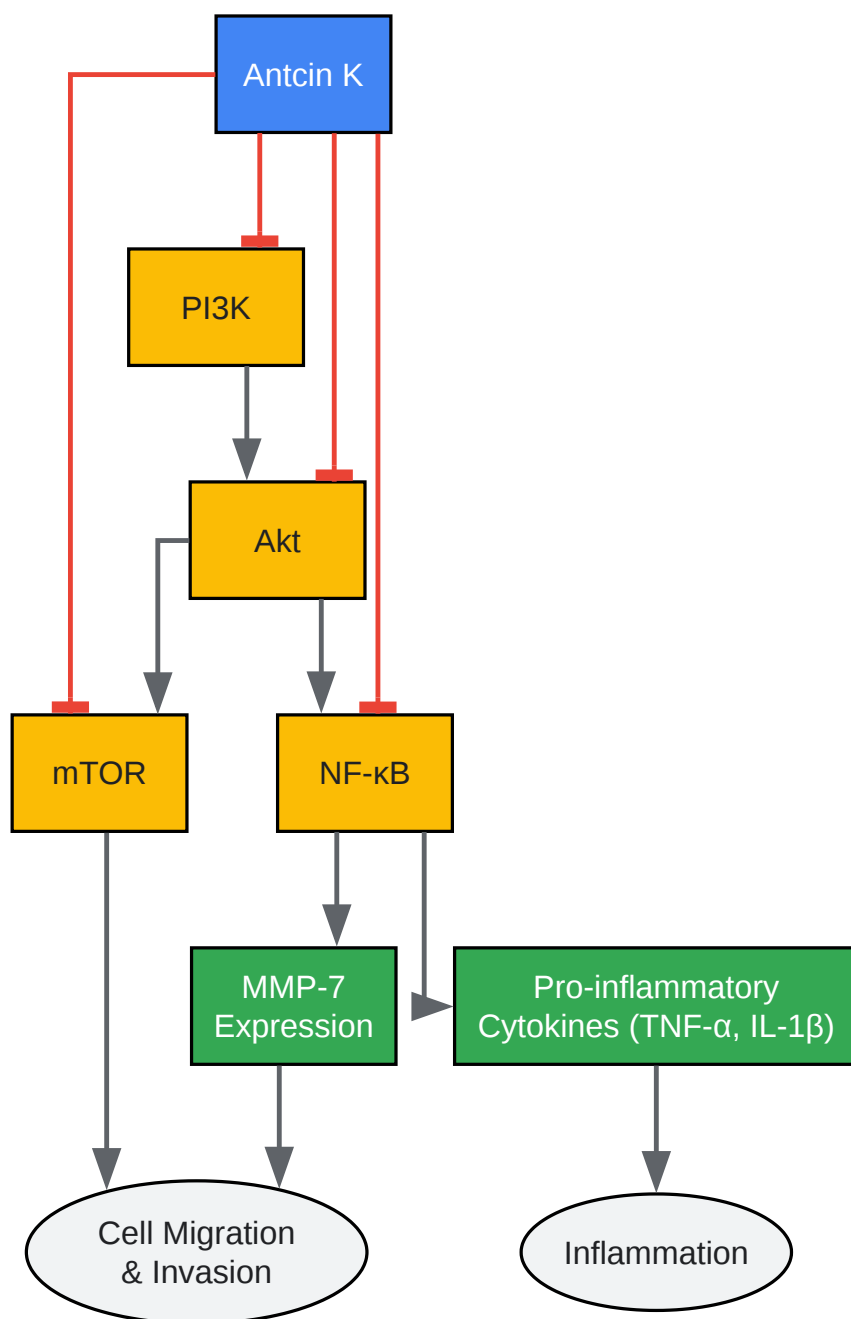 Antcin K
PI3K
Akt
mTOR
NF-κB
MMP-7
Expression
Pro-inflammatory
Cytokines (TNF-α, IL-1β)
Cell Migration
& Invasion
Inflammation